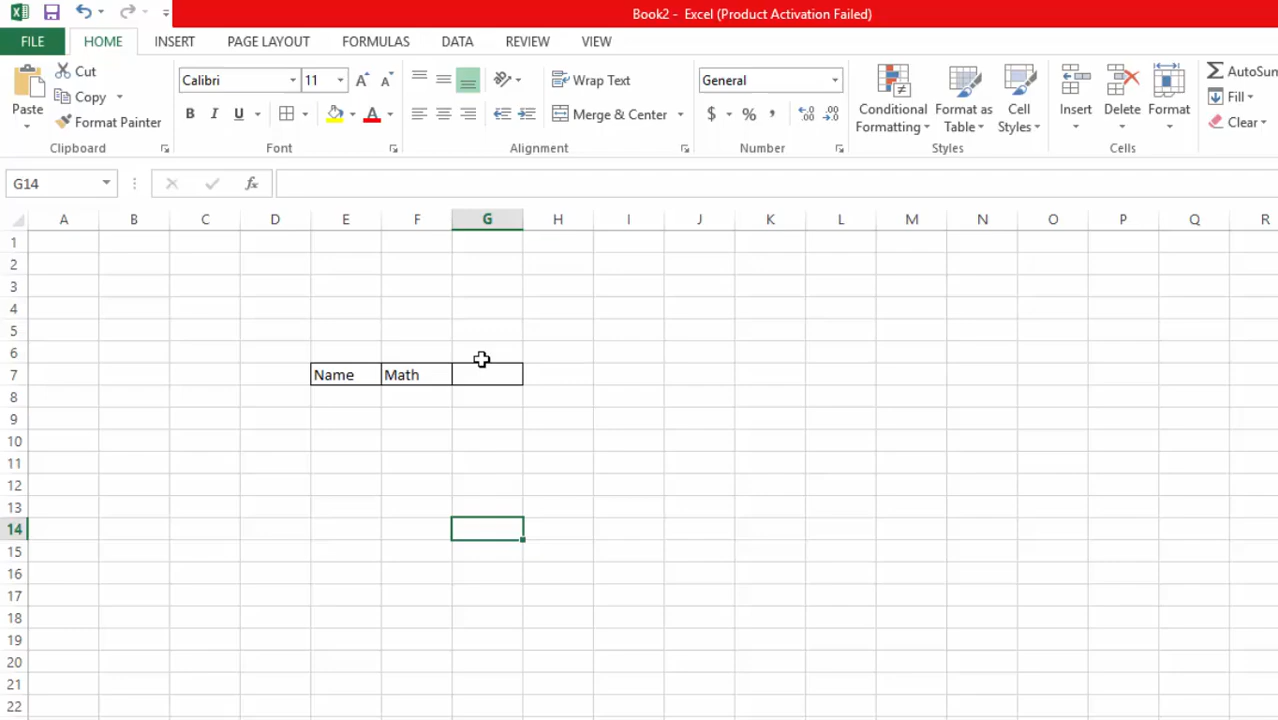 Book2 - Excel (Product Activation Failed)
FILE HOME INSERT PAGE LAYOUT FORMULAS DATA REVIEW VIEW
Paste
Cut
Copy
Format Painter
Clipboard
Calibri 11
B I U A
Font
Wrap Text
Merge & Center
Alignment
General
$ % ,
Number
Conditional Formatting
Format as Table
Cell Styles
Styles
Insert Delete Format
Cells
AutoSum
Fill
Clear
G14
fx
A B C D E F G H I J K L M N O P Q R
1
2
3
4
5
6
7 Name Math
8
9
10
11
12
13
14
15
16
17
18
19
20
21
22